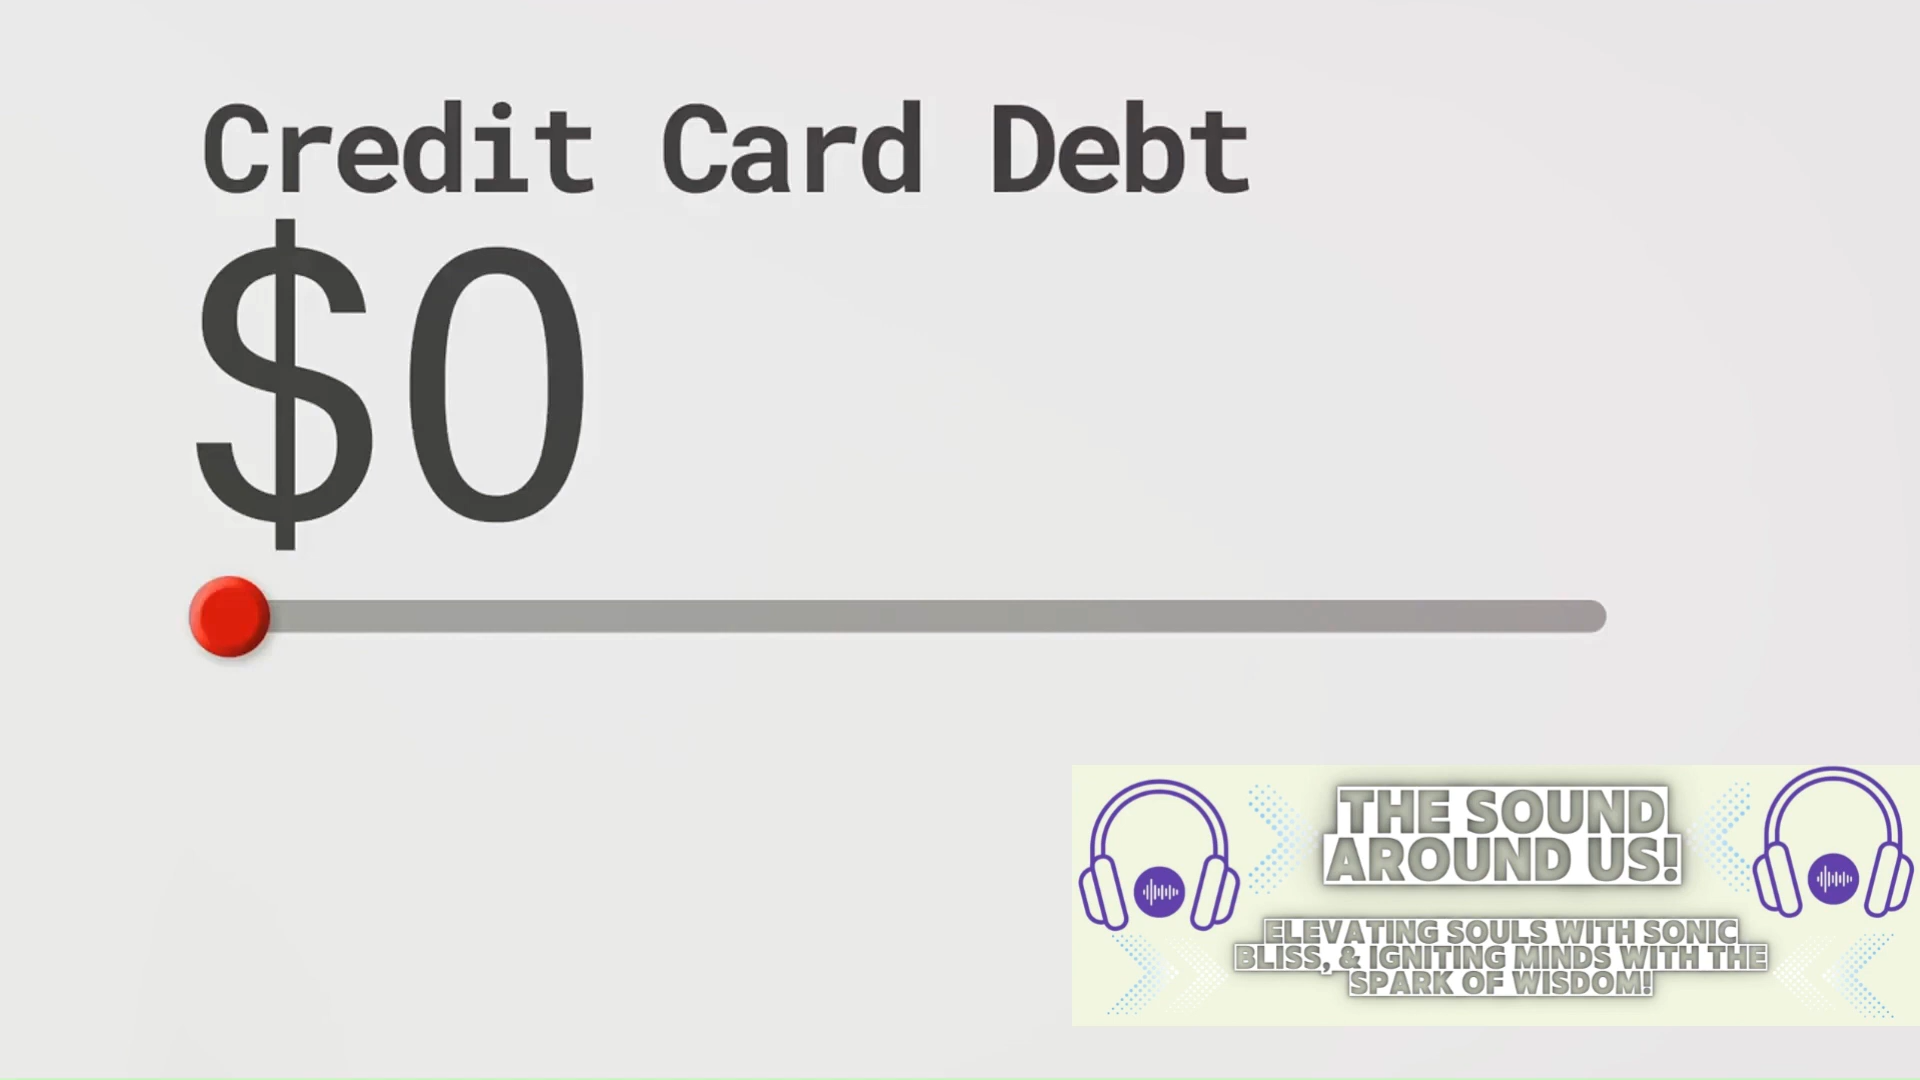 Credit Card Debt
$0
THE SOUND
AROUND US!
ELEVATING SOULS WITH SONIC
BLISS, & IGNITING MINDS WITH THE
SPARK OF WISDOM!